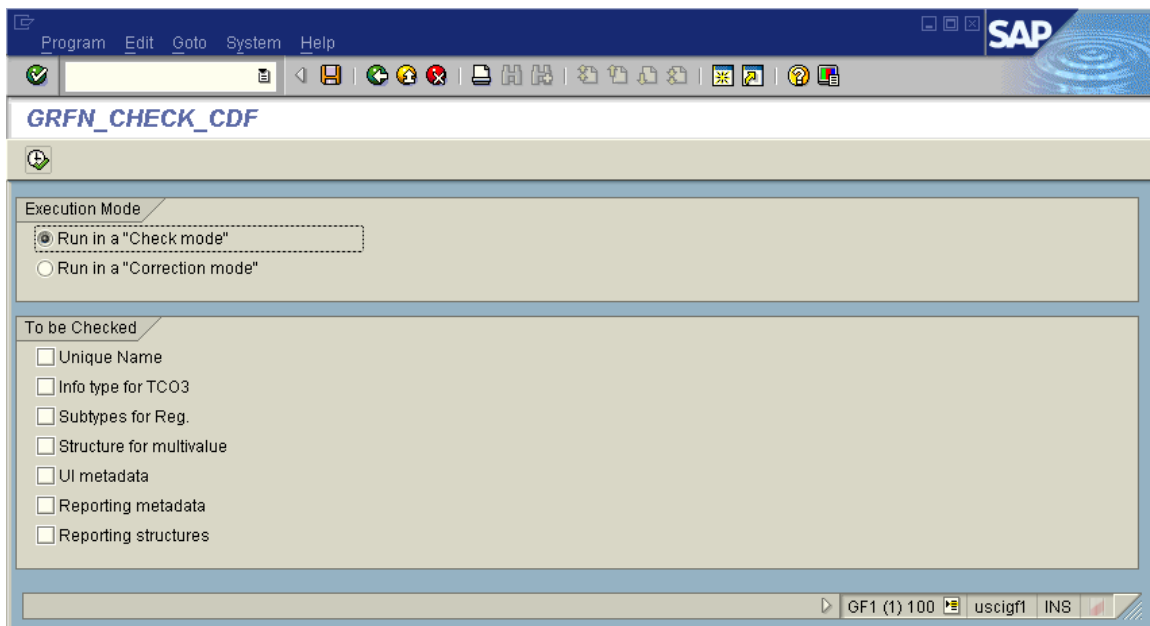 Program Edit Goto System Help
SAP
GRFN_CHECK_CDF
Execution Mode
Run in a "Check mode"
Run in a "Correction mode"
To be Checked
Unique Name
Info type for TCO3
Subtypes for Reg.
Structure for multivalue
UI metadata
Reporting metadata
Reporting structures
GF1 (1) 100 uscigf1 INS